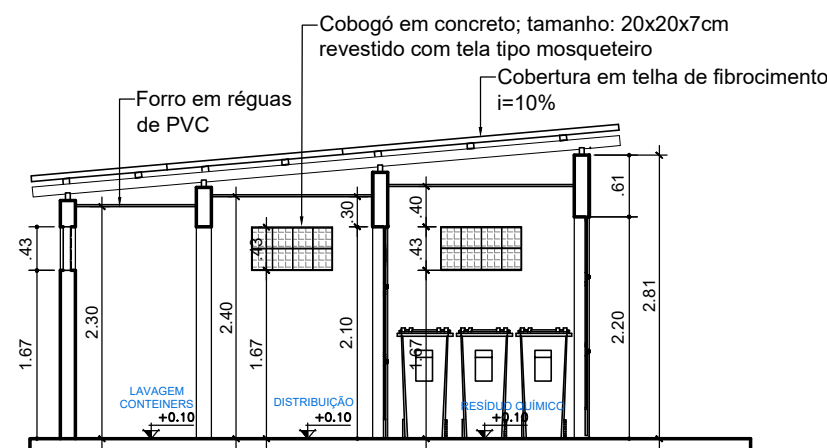 Cobogó em concreto; tamanho: 20x20x7cm
revestido com tela tipo mosqueteiro
Cobertura em telha de fibrocimento
i=10%
Forro em réguas
de PVC
.43
1.67
2.30
2.40
.43
1.67
.30
2.10
.40
.43
1.67
.61
2.20
2.81
LAVAGEM
CONTEINERS
+0.10
DISTRIBUIÇÃO
+0.10
RESÍDUO QUÍMICO
+0.10